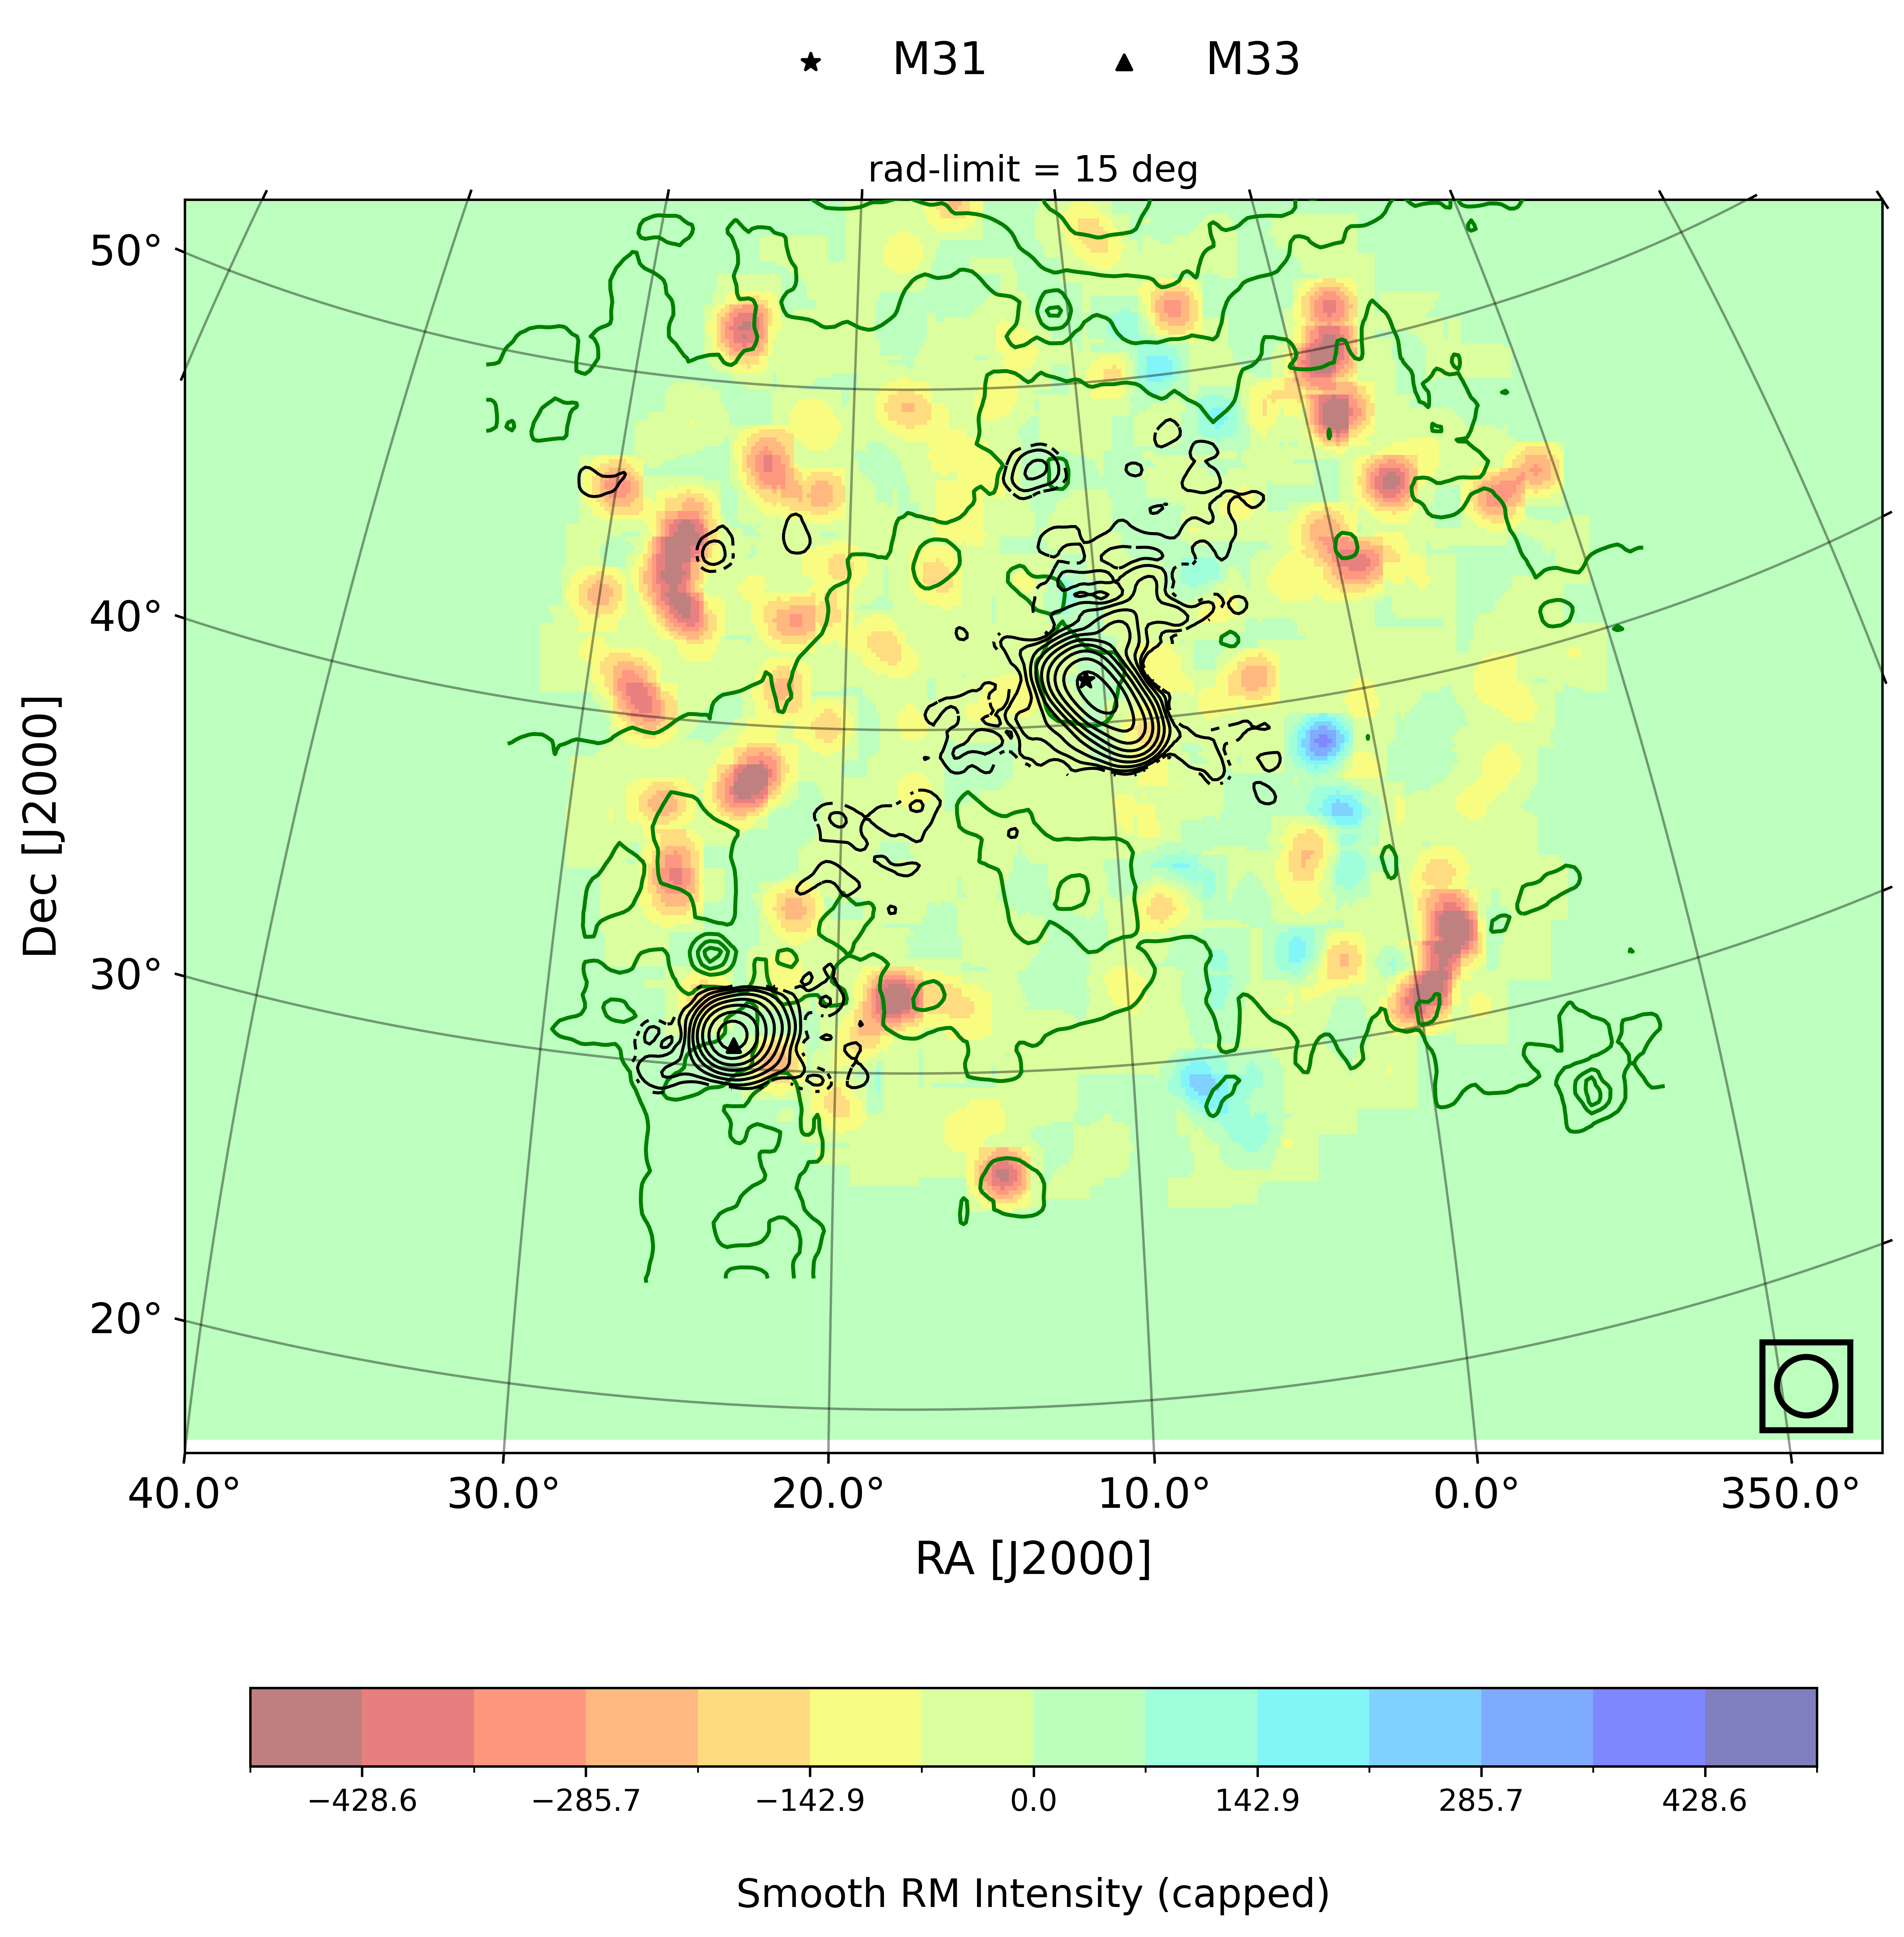 M31 M33
rad-limit = 15 deg
50°
40°
30°
20°
Dec [J2000]
40.0° 30.0° 20.0° 10.0° 0.0° 350.0°
RA [J2000]
−428.6 −285.7 −142.9 0.0 142.9 285.7 428.6
Smooth RM Intensity (capped)